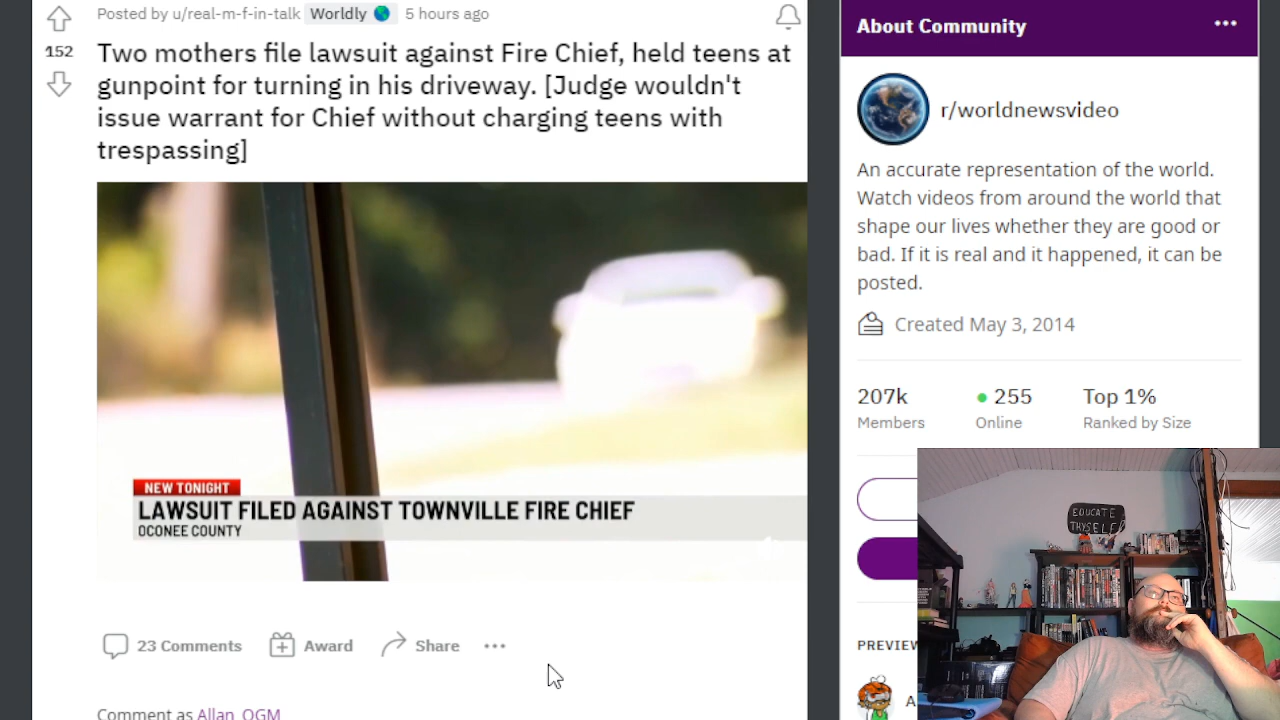 Posted by u/real-m-f-in-talk Worldly 5 hours ago
152
Two mothers file lawsuit against Fire Chief, held teens at
gunpoint for turning in his driveway. [Judge wouldn't
issue warrant for Chief without charging teens with
trespassing]
NEW TONIGHT
LAWSUIT FILED AGAINST TOWNVILLE FIRE CHIEF
OCONEE COUNTY
23 Comments Award Share
Comment as Allan_OGM
About Community
r/worldnewsvideo
An accurate representation of the world.
Watch videos from around the world that
shape our lives whether they are good or
bad. If it is real and it happened, it can be
posted.
Created May 3, 2014
207k 255 Top 1%
Members Online Ranked by Size
EDUCATE
THYSELF
PREVIEW
A